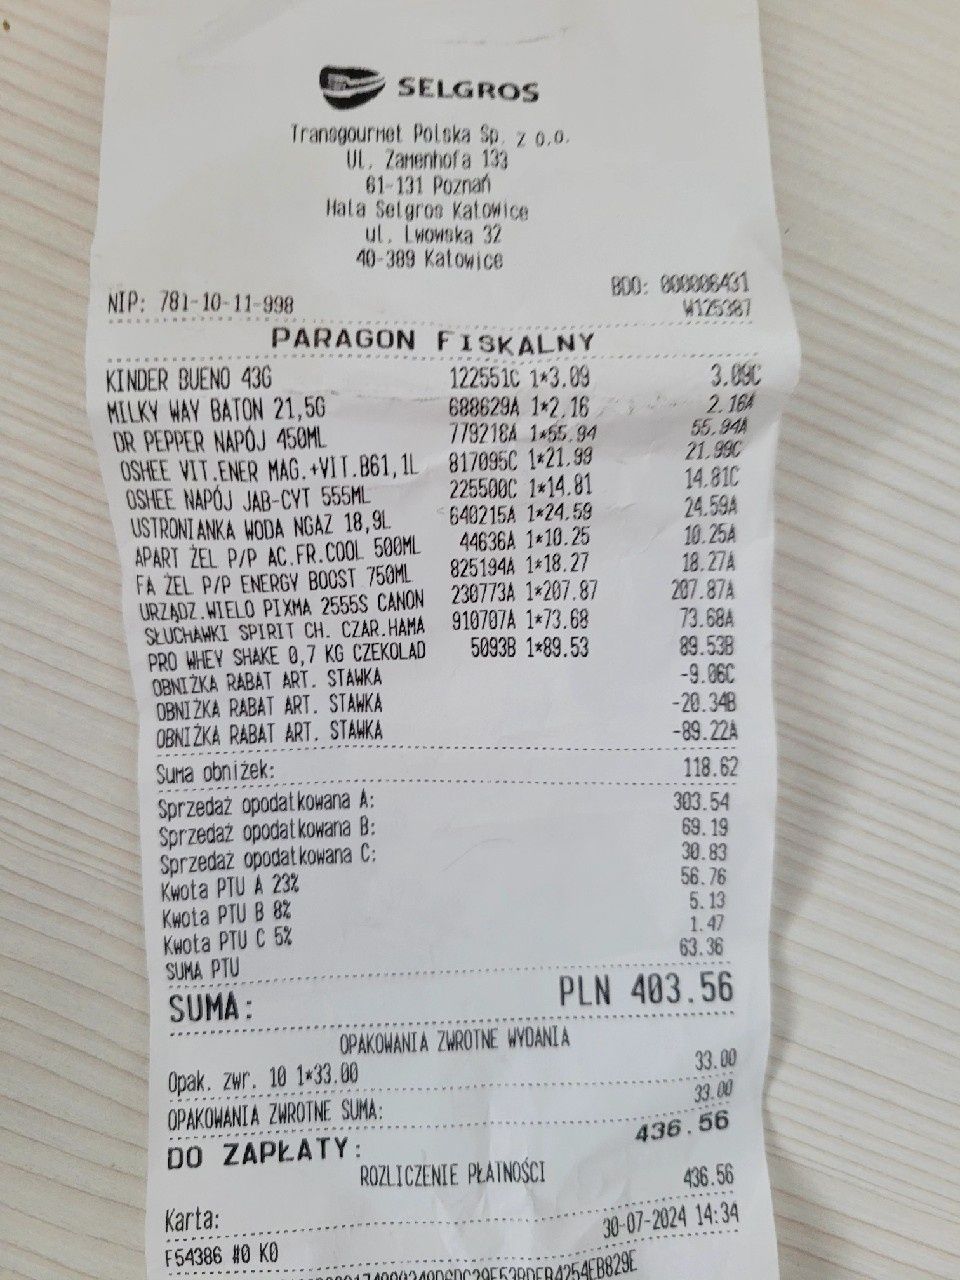 SELGROS
Transgourmet Polska Sp. z o.o.
Ul. Zamenhofa 133
61-131 Poznań
Hala Selgros Katowice
ul. Lwowska 32
40-389 Katowice
BDO: 000006431
NIP: 781-10-11-998 W125387
PARAGON FISKALNY
KINDER BUENO 43G 122551C 1*3.09 3.09C
MILKY WAY BATON 21,5G 688629A 1*2.16 2.16A
DR PEPPER NAPÓJ 450ML 779218A 1*55.94 55.94A
OSHEE VIT.ENER MAG.+VIT.B61,1L 817095C 1*21.99 21.99C
OSHEE NAPÓJ JAB-CYT 555ML 225500C 1*14.81 14.81C
USTRONIANKA WODA NGAZ 18,9L 640215A 1*24.59 24.59A
APART ŻEL P/P AC.FR.COOL 500ML 44636A 1*10.25 10.25A
FA ŻEL P/P ENERGY BOOST 750ML 825194A 1*18.27 18.27A
URZĄDZ.WIELO PIXMA 2555S CANON 230773A 1*207.87 207.87A
SŁUCHAWKI SPIRIT CH. CZAR.HAMA 910707A 1*73.68 73.68A
PRO WHEY SHAKE 0,7 KG CZEKOLAD 5093B 1*89.53 89.53B
OBNIŻKA RABAT ART. STAWKA -9.06C
OBNIŻKA RABAT ART. STAWKA -20.34B
OBNIŻKA RABAT ART. STAWKA -89.22A
Suma obniżek: 118.62
Sprzedaż opodatkowana A: 303.54
Sprzedaż opodatkowana B: 69.19
Sprzedaż opodatkowana C: 30.83
Kwota PTU A 23% 56.76
Kwota PTU B 8% 5.13
Kwota PTU C 5% 1.47
SUMA PTU 63.36
SUMA: PLN 403.56
OPAKOWANIA ZWROTNE WYDANIA
Opak. zwr. 10 1*33.00 33.00
OPAKOWANIA ZWROTNE SUMA: 33.00
DO ZAPŁATY: 436.56
ROZLICZENIE PŁATNOŚCI
Karta: 436.56
F54386 #0 K0 30-07-2024 14:34